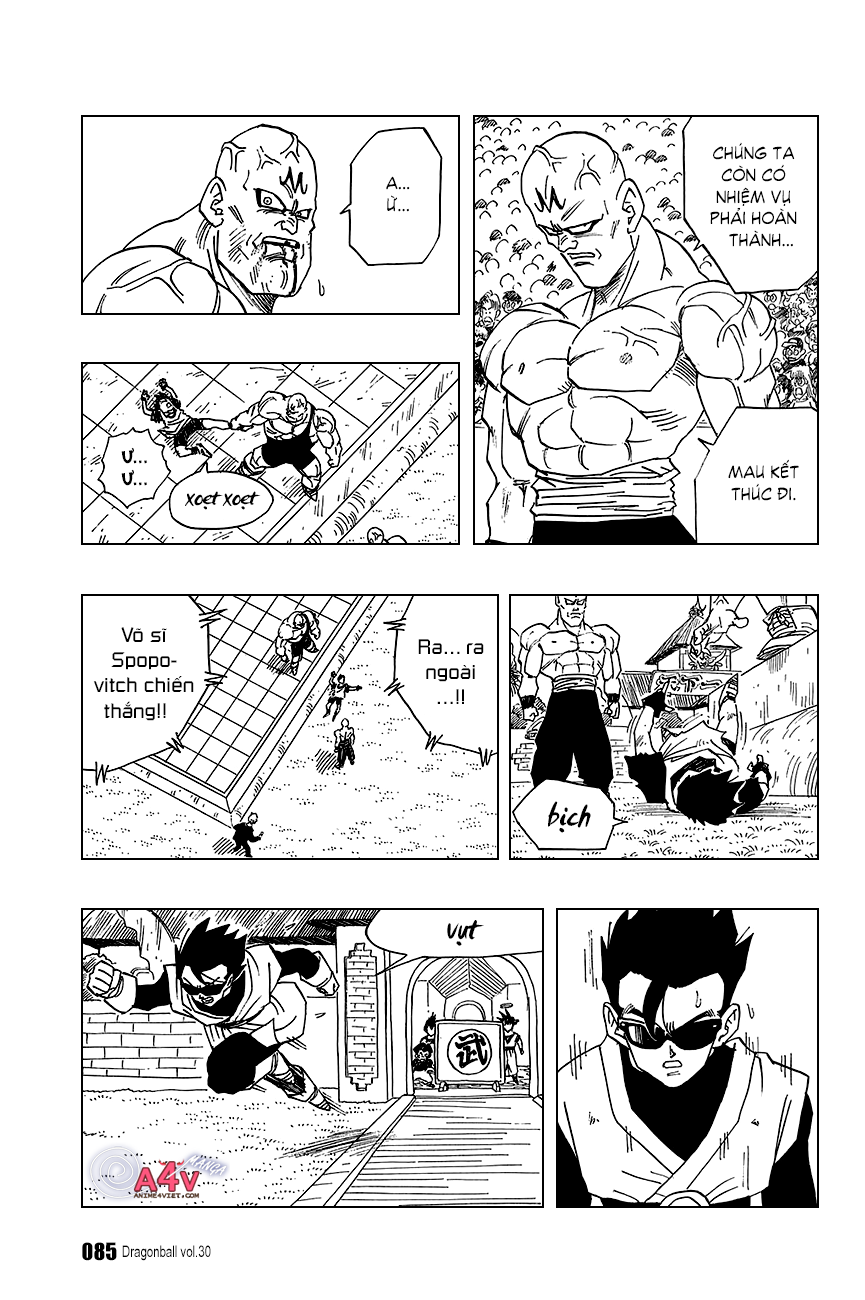 CHÚNG TA
CÒN CÓ
NHIỆM VỤ
PHẢI HOÀN
THÀNH...
MAU KẾT
THÚC ĐI.
A...
Ữ...
Ư...
Ư...
XOẸT XOẸT
bịch
Ra... ra
ngoài
...!!
Võ sĩ
Spopo-
vitch chiến
thắng!!
vụt
武
A4V
MANGA
ANIME4VIET.COM
085 Dragonball vol.30